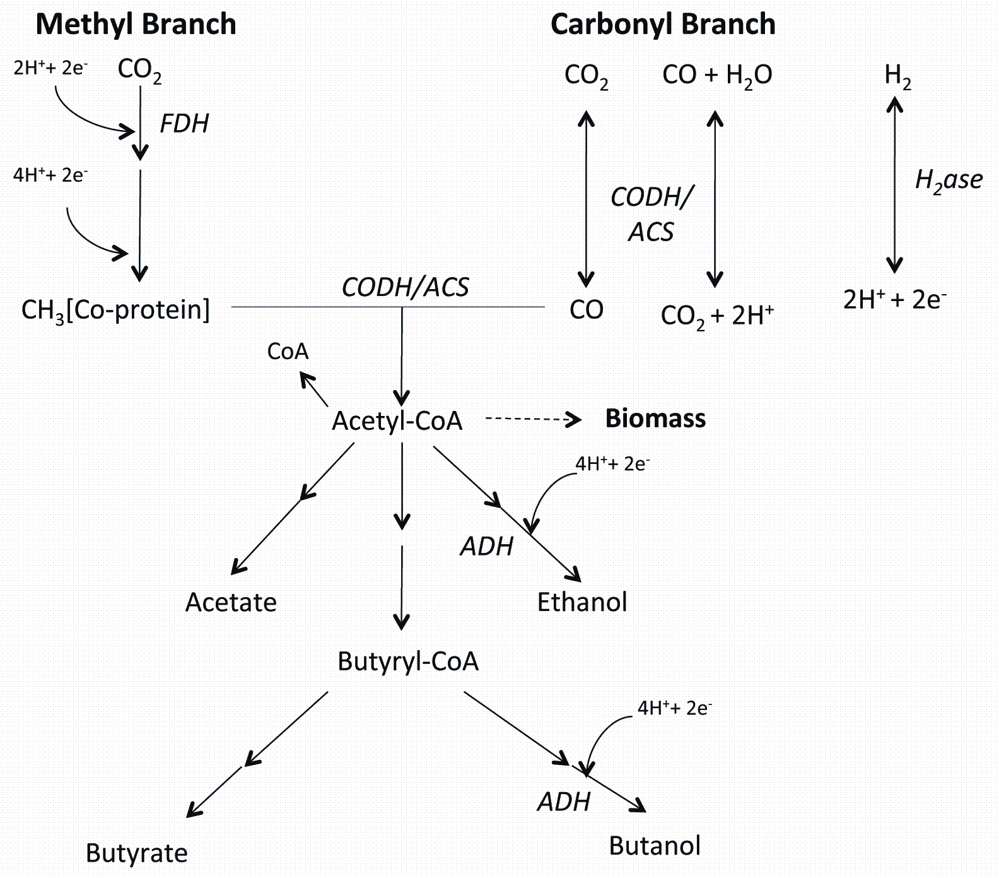 Methyl Branch
Carbonyl Branch
2H⁺+ 2e⁻
CO₂
CO₂
CO + H₂O
H₂
FDH
4H⁺+ 2e⁻
H₂ase
CODH/
ACS
CODH/ACS
CH₃[Co-protein]
CO
CO₂ + 2H⁺
2H⁺ + 2e⁻
CoA
Acetyl-CoA
Biomass
4H⁺+ 2e⁻
ADH
Acetate
Ethanol
Butyryl-CoA
4H⁺+ 2e⁻
ADH
Butyrate
Butanol